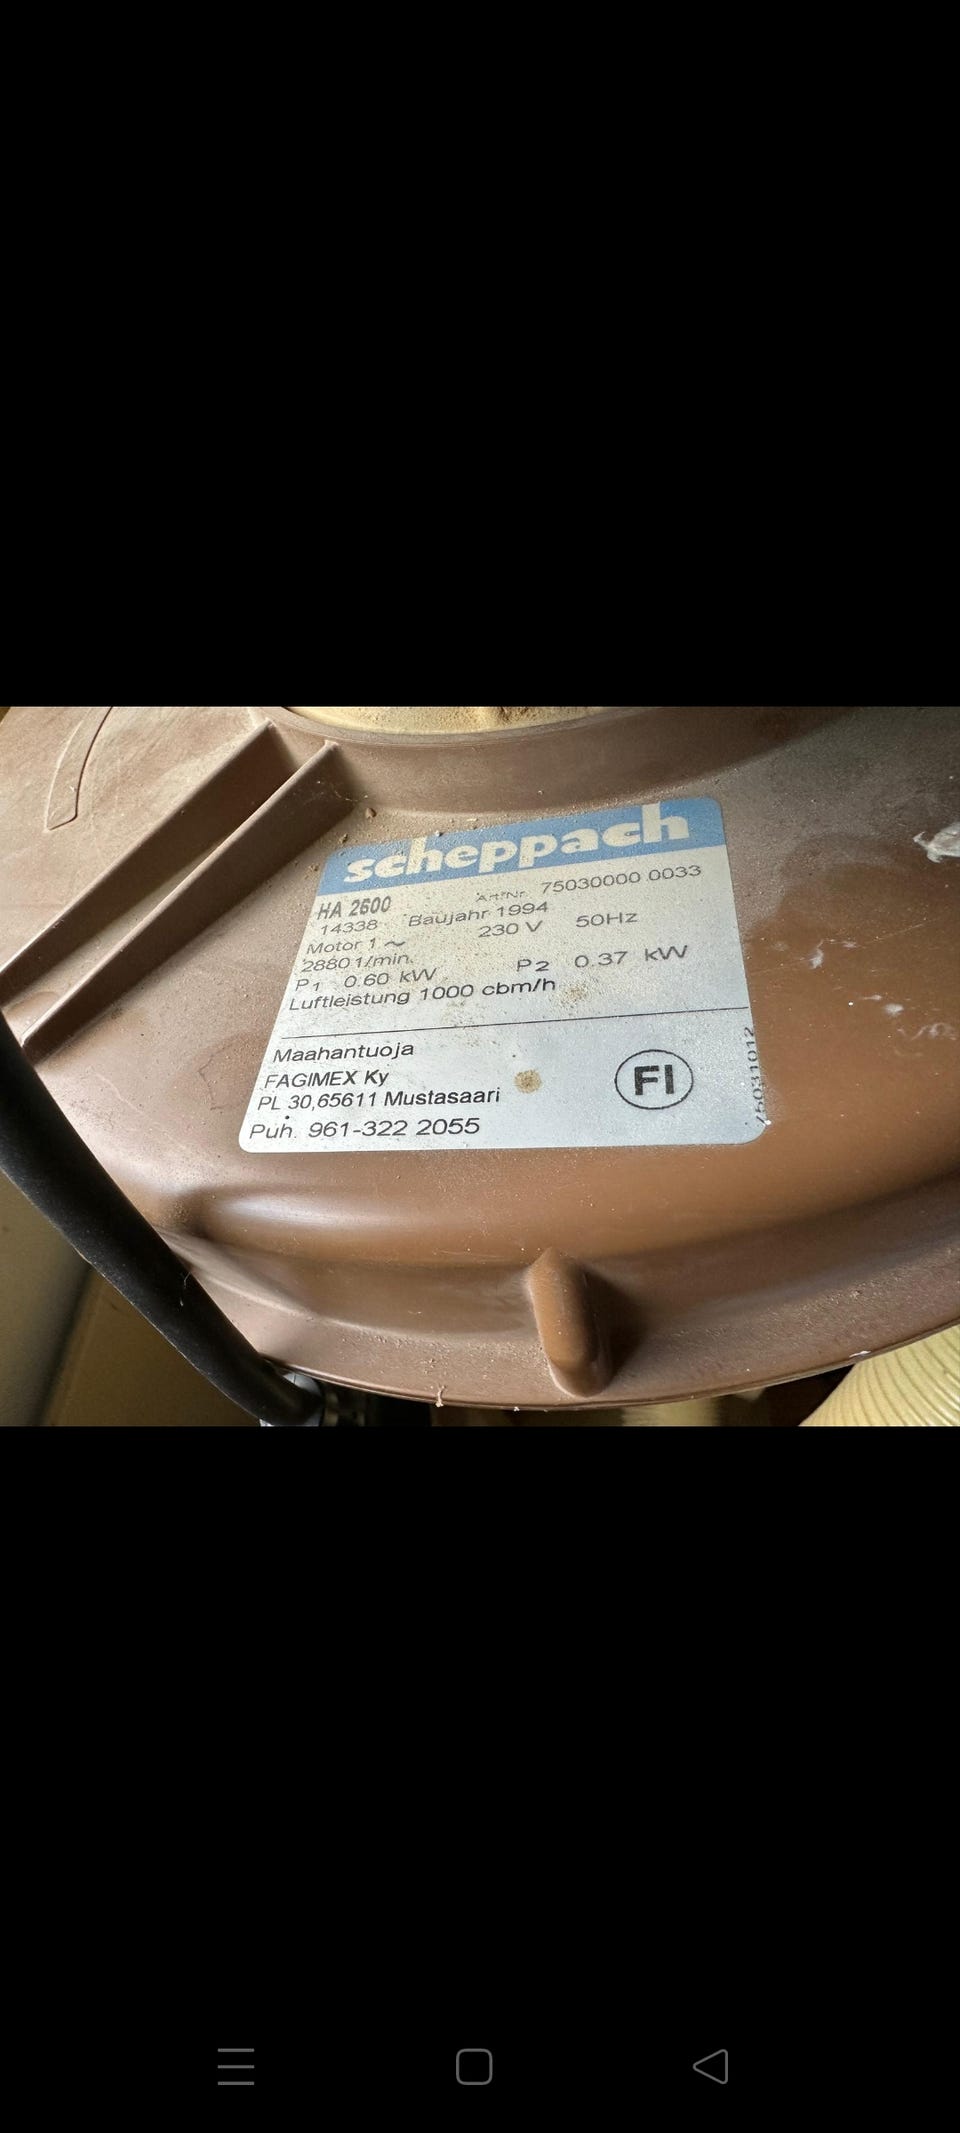 scheppach
HA 2600 Art.-Nr. 75030000 0033
14338 Baujahr 1994
Motor 1 ~ 230 V 50Hz
2880 1/min.
P1 0.60 kW P2 0.37 kW
Luftleistung 1000 cbm/h
Maahantuoja
FAGIMEX Ky
PL 30,65611 Mustasaari
Puh. 961-322 2055
FI
75031012